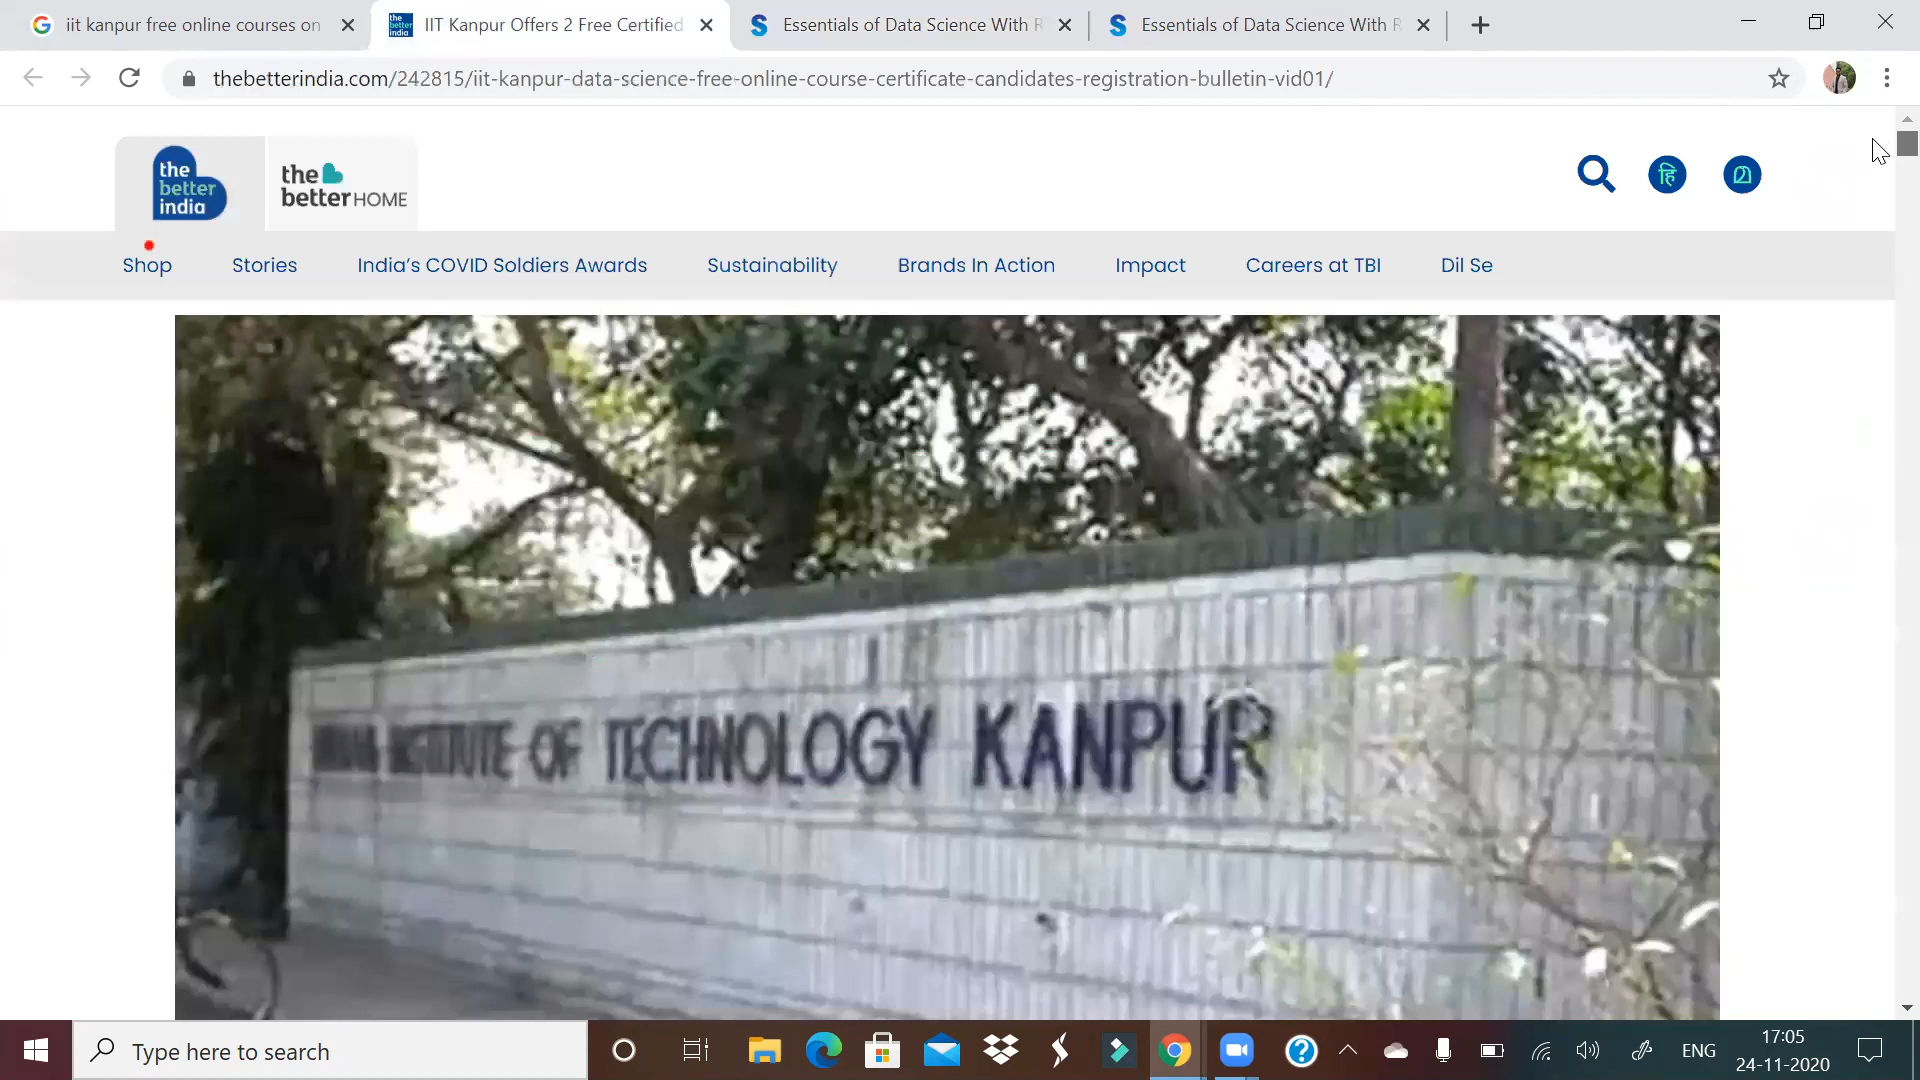 iit kanpur free online courses on
IIT Kanpur Offers 2 Free Certified
Essentials of Data Science With R
Essentials of Data Science With R
thebetterindia.com/242815/iit-kanpur-data-science-free-online-course-certificate-candidates-registration-bulletin-vid01/
the
better
india
the
better HOME
हि
മ
Shop
Stories
India's COVID Soldiers Awards
Sustainability
Brands In Action
Impact
Careers at TBI
Dil Se
INSTITUTE OF TECHNOLOGY KANPUR
Type here to search
ENG
17:05
24-11-2020